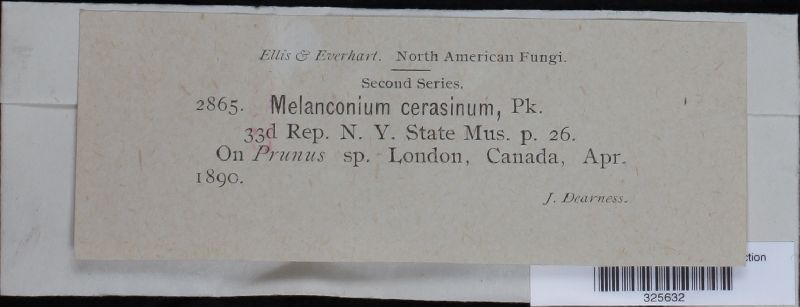 Ellis & Everhart. North American Fungi.
Second Series.
2865. Melanconium cerasinum, Pk.
33d Rep. N. Y. State Mus. p. 26.
On Prunus sp. London, Canada, Apr.
1890.
J. Dearness.
ction
325632